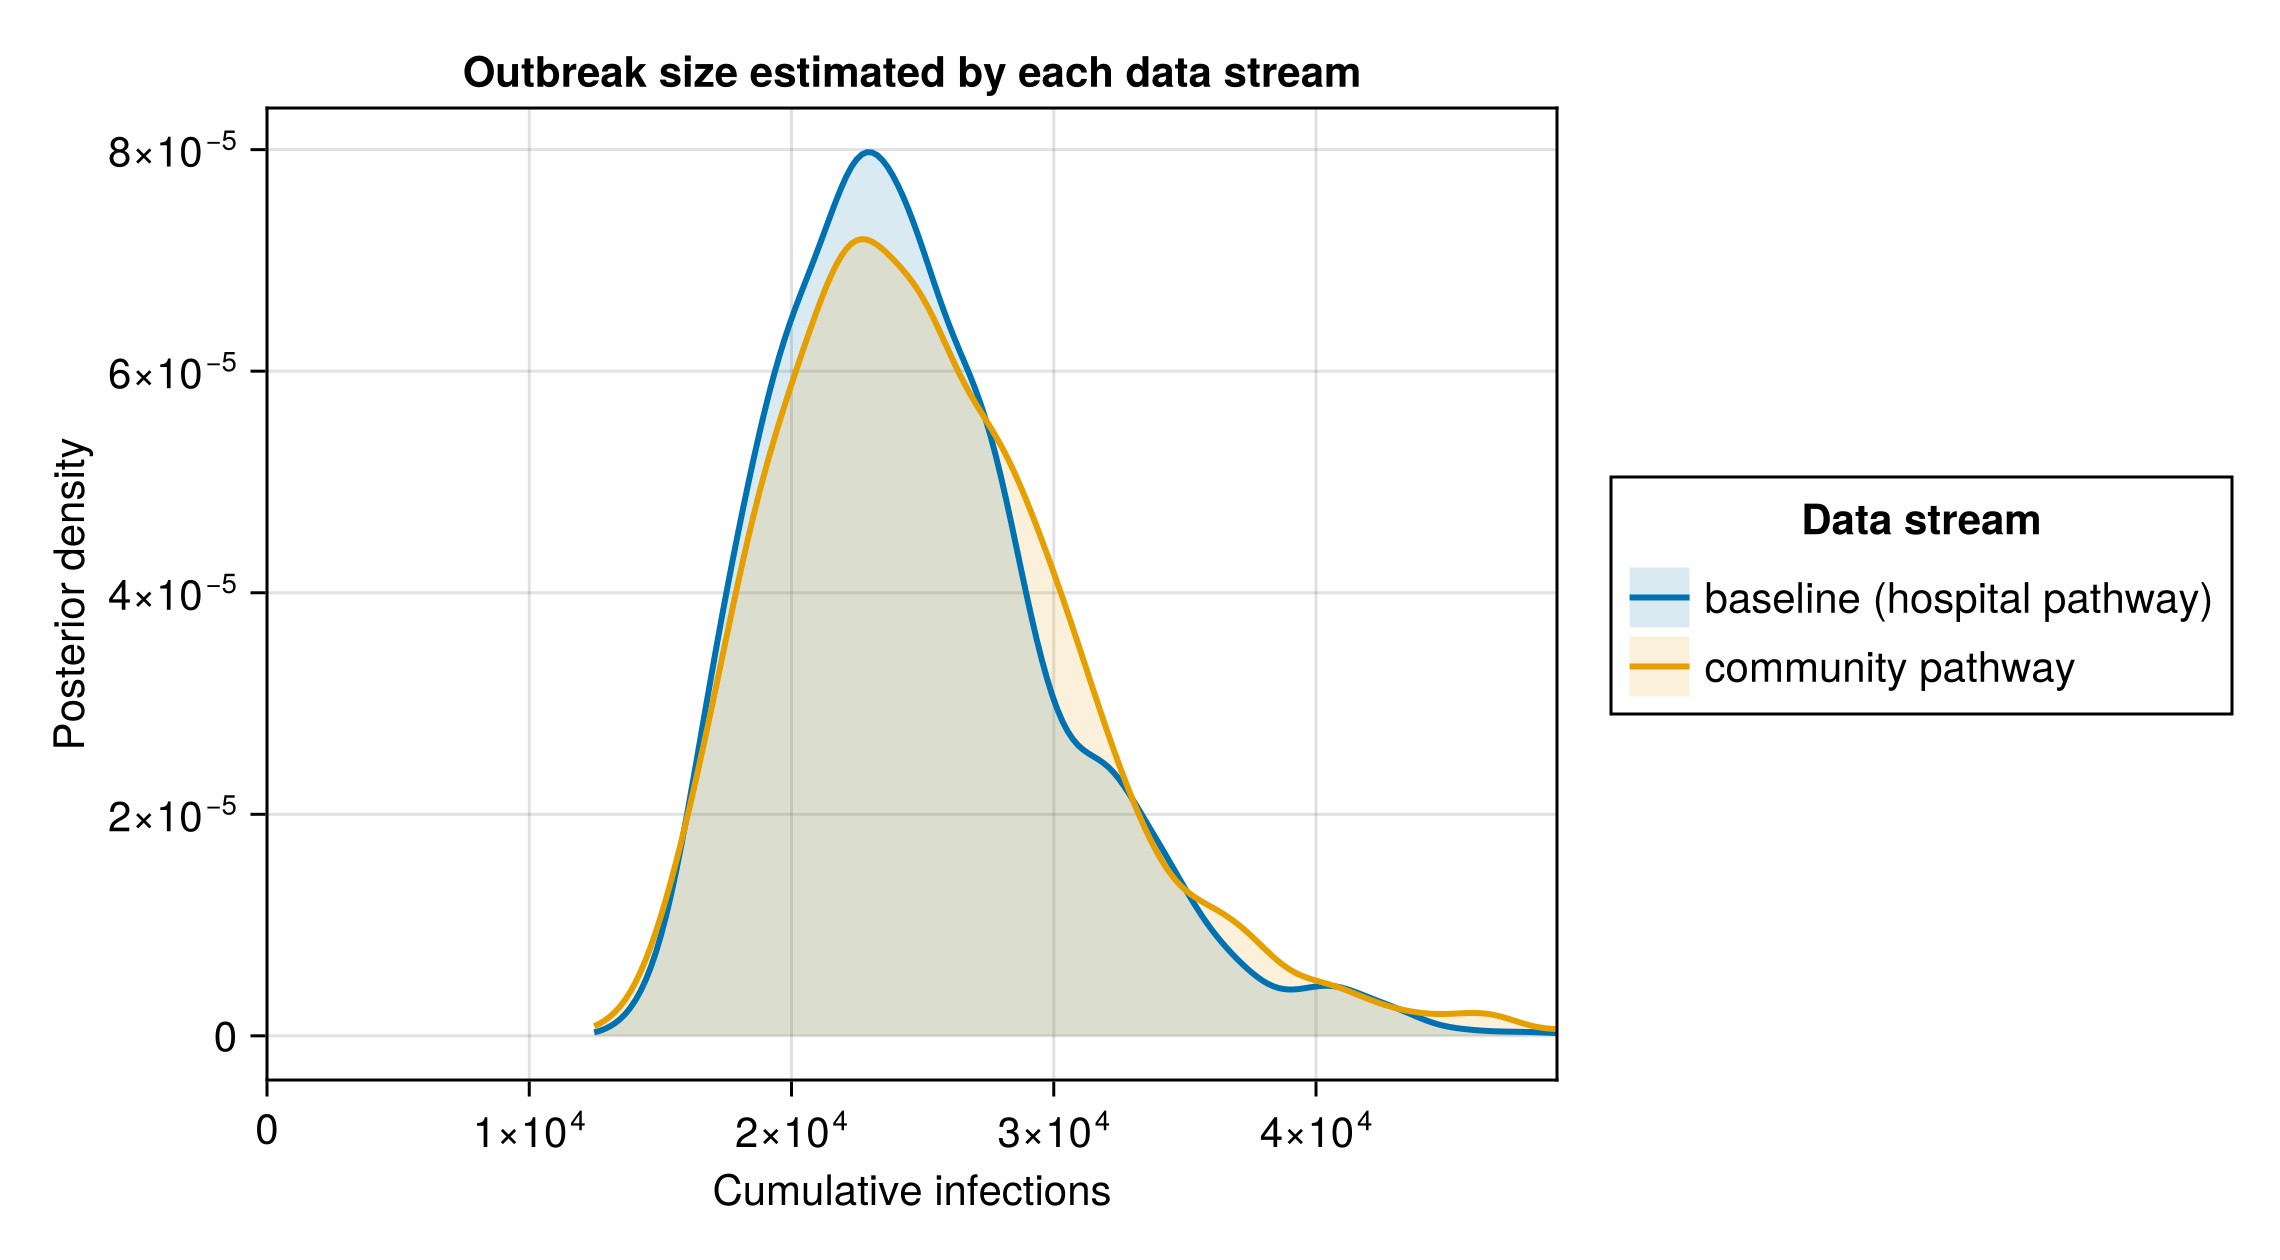 Outbreak size estimated by each data stream
8×10⁻⁵
6×10⁻⁵
4×10⁻⁵
2×10⁻⁵
0
Posterior density
0
1×10⁴
2×10⁴
3×10⁴
4×10⁴
Cumulative infections
Data stream
baseline (hospital pathway)
community pathway